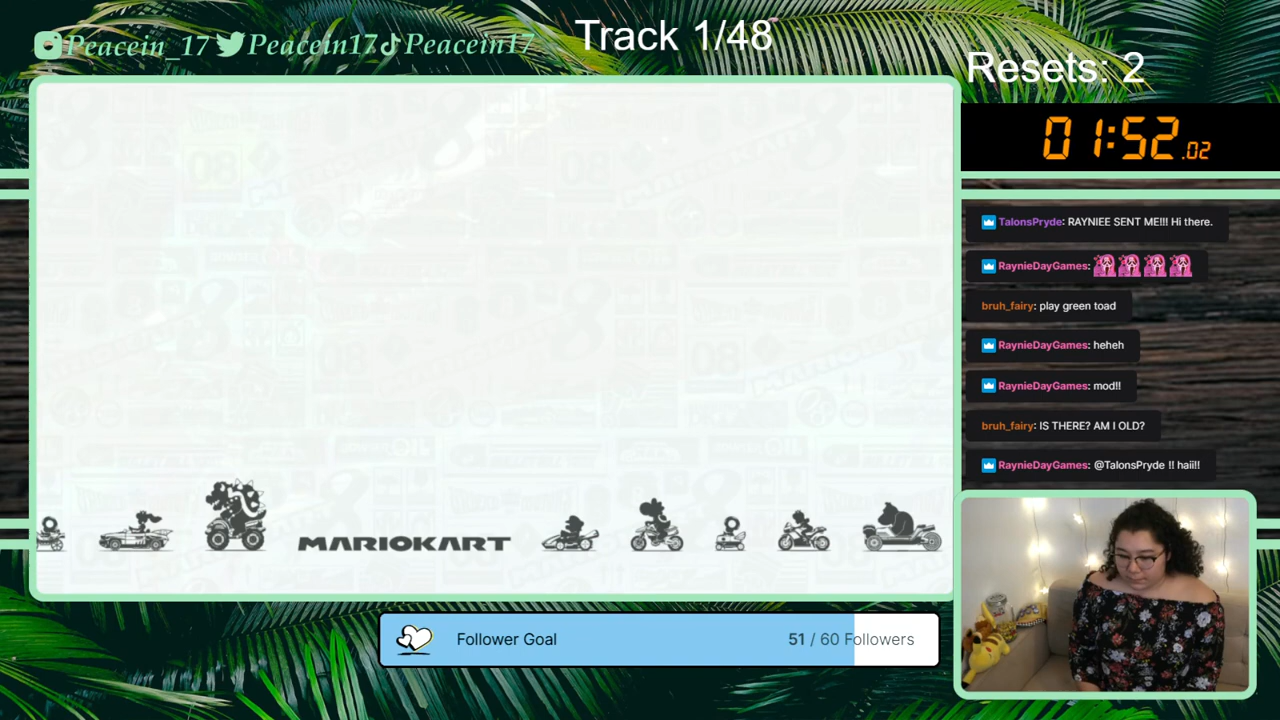 Peacein_17 Peacein17 Peacein17
Track 1/48
Resets: 2
01:52.02
TalonsPryde: RAYNIEE SENT ME!!! Hi there.
RaynieDayGames:
bruh_fairy: play green toad
RaynieDayGames: heheh
RaynieDayGames: mod!!
bruh_fairy: IS THERE? AM I OLD?
RaynieDayGames: @TalonsPryde !! haii!!
MARIOKART
Follower Goal
51 / 60 Followers